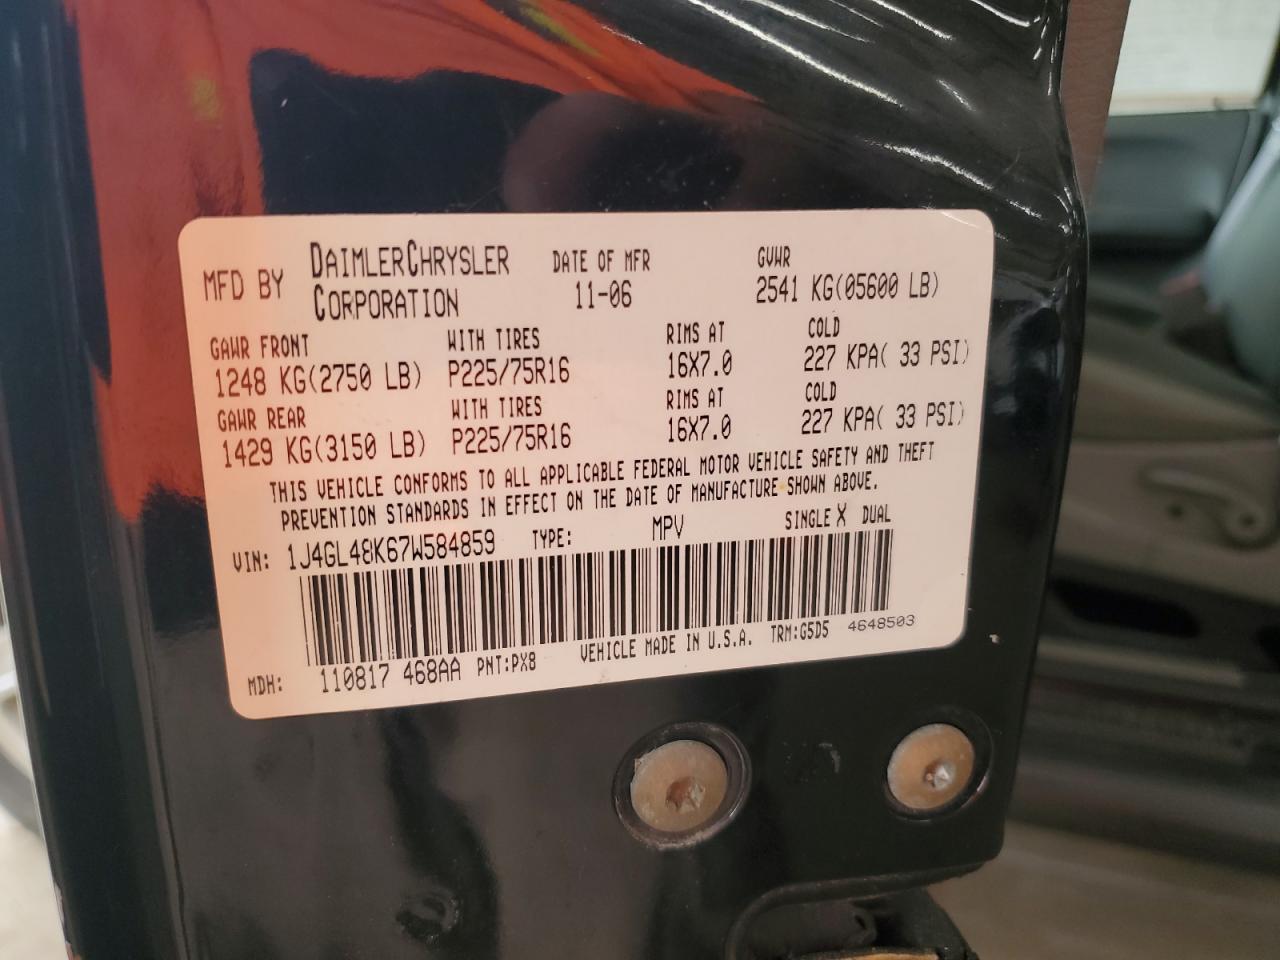 MFD BY DAIMLERCHRYSLER CORPORATION DATE OF MFR 11-06 GVWR 2541 KG(05600 LB)
GAWR FRONT WITH TIRES RIMS AT COLD
1248 KG(2750 LB) P225/75R16 16X7.0 227 KPA( 33 PSI)
GAWR REAR WITH TIRES RIMS AT COLD
1429 KG(3150 LB) P225/75R16 16X7.0 227 KPA( 33 PSI)
THIS VEHICLE CONFORMS TO ALL APPLICABLE FEDERAL MOTOR VEHICLE SAFETY AND THEFT
PREVENTION STANDARDS IN EFFECT ON THE DATE OF MANUFACTURE SHOWN ABOVE.
VIN: 1J4GL48K67W584859 TYPE: MPV SINGLE X DUAL
MDH: 110817 468AA PNT:PX8 VEHICLE MADE IN U.S.A. TRM:G5D5 4648503